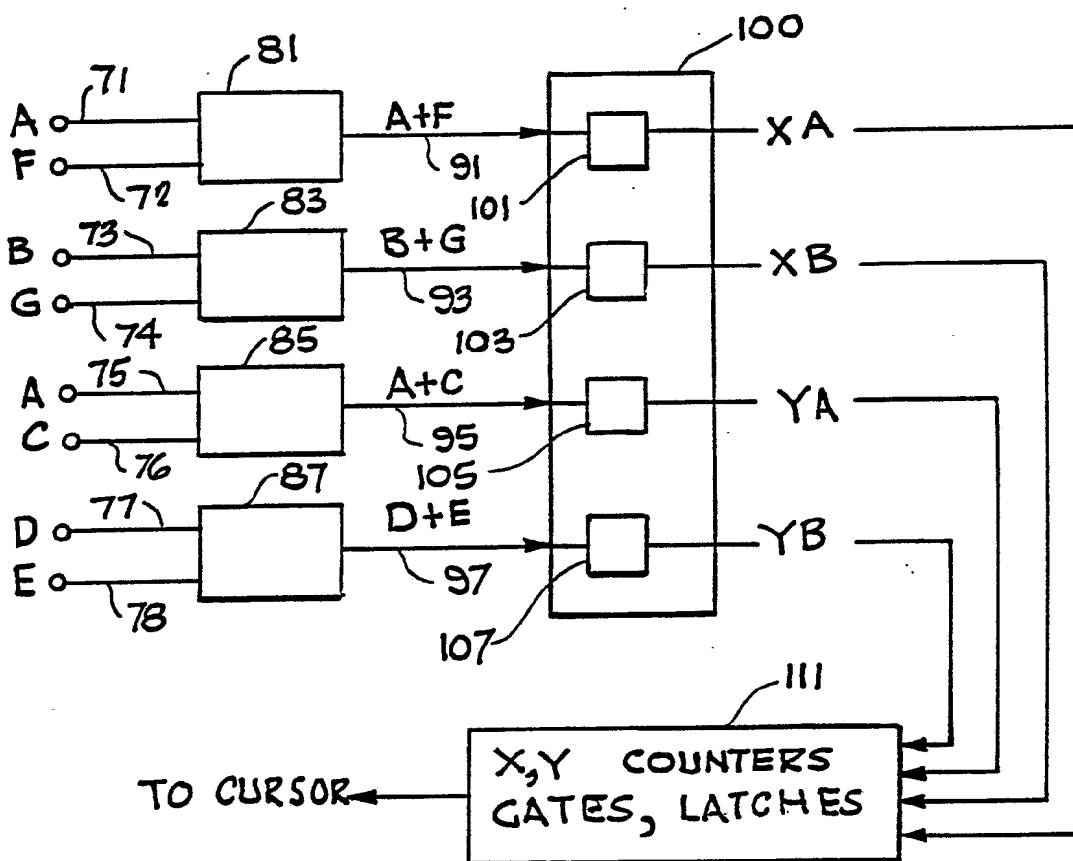 100
81
A 71 A+F XA
F 72 91 101
83
B 73 B+G XB
G 74 93 103
85
A 75 A+C YA
C 76 95 105
87
D 77 D+E YB
E 78 97 107
111
X,Y COUNTERS
GATES, LATCHES
TO CURSOR